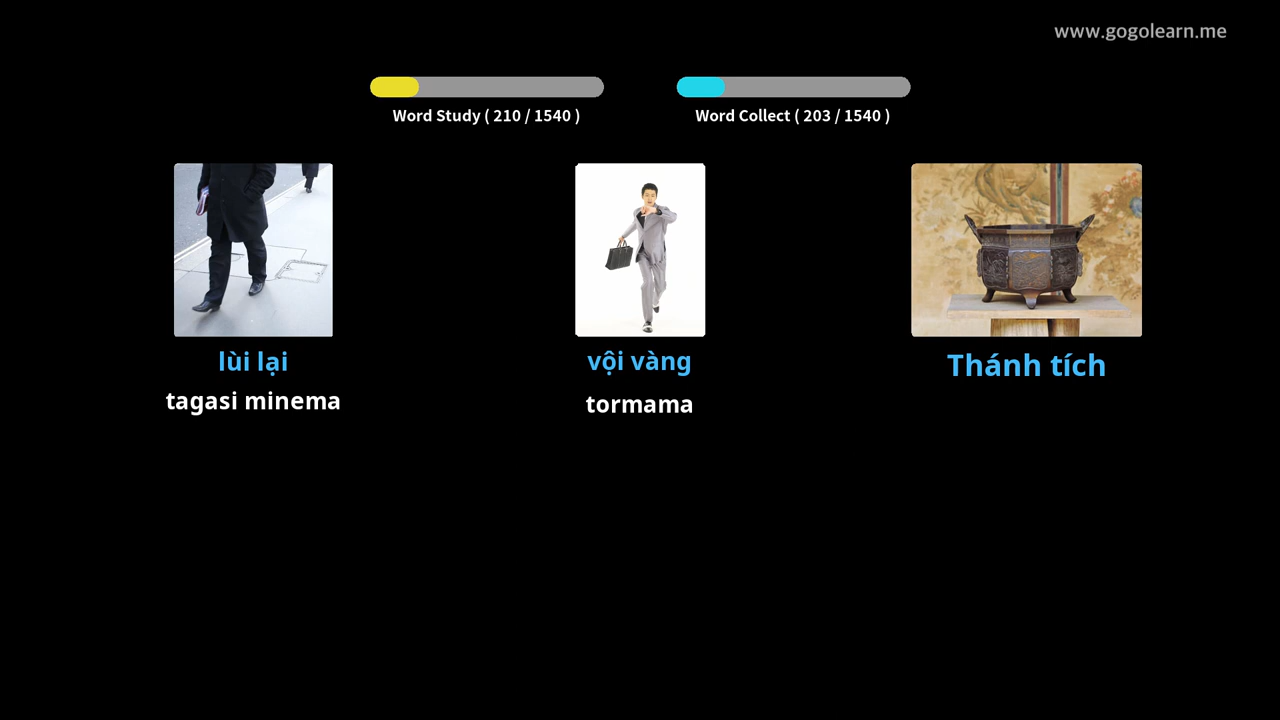 www.gogolearn.me
Word Study ( 210 / 1540 )
Word Collect ( 203 / 1540 )
lùi lại
tagasi minema
vội vàng
tormama
Thánh tích